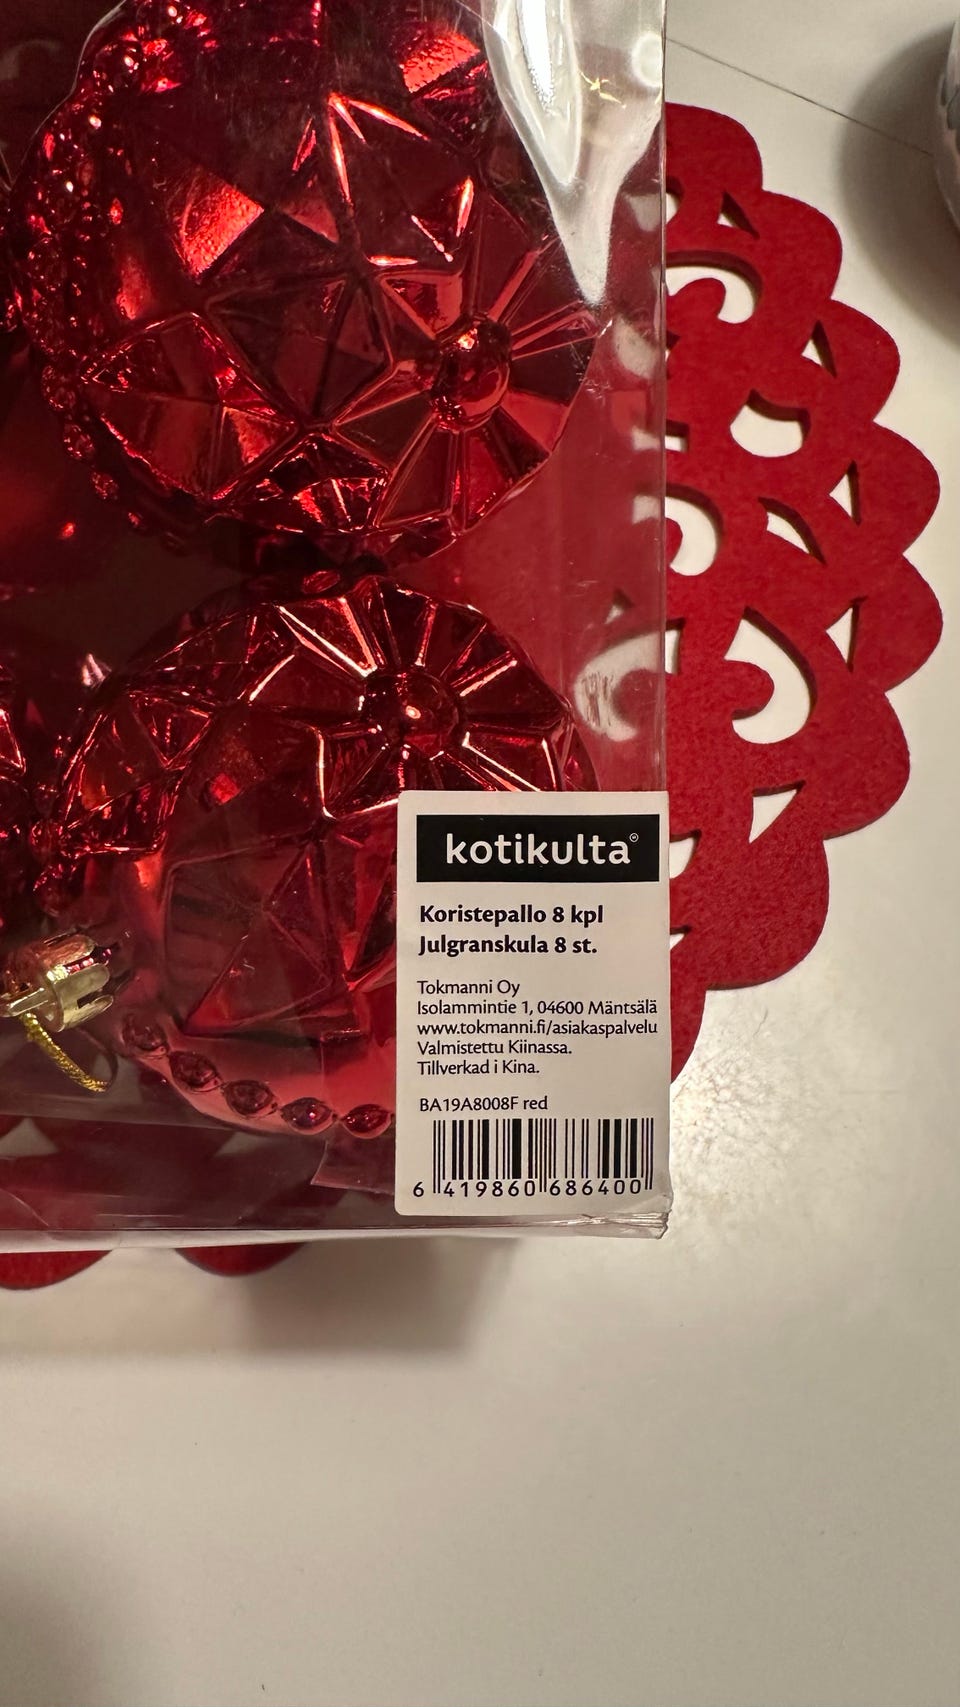 kotikulta®
Koristepallo 8 kpl
Julgranskula 8 st.
Tokmanni Oy
Isolammintie 1, 04600 Mäntsälä
www.tokmanni.fi/asiakaspalvelu
Valmistettu Kiinassa.
Tillverkad i Kina.
BA19A8008F red
6 419860 686400